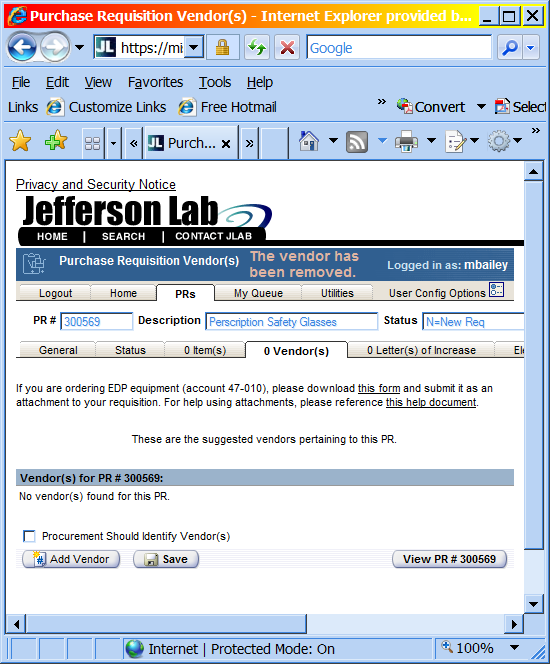 Purchase Requisition Vendor(s) - Internet Explorer provided b...
JL https://mi
Google
File Edit View Favorites Tools Help
Links Customize Links Free Hotmail » Convert Select
« JL Purch... x » »
Privacy and Security Notice
Jefferson Lab
HOME | SEARCH | CONTACT JLAB
Purchase Requisition Vendor(s) The vendor has been removed. Logged in as: mbailey
Logout Home PRs My Queue Utilities User Config Options
PR # 300569 Description Perscription Safety Glasses Status N=New Req
General Status 0 Item(s) 0 Vendor(s) 0 Letter(s) of Increase El
If you are ordering EDP equipment (account 47-010), please download this form and submit it as an
attachment to your requisition. For help using attachments, please reference this help document.
These are the suggested vendors pertaining to this PR.
Vendor(s) for PR # 300569:
No vendor(s) found for this PR.
Procurement Should Identify Vendor(s)
Add Vendor Save View PR # 300569
Internet | Protected Mode: On 100%